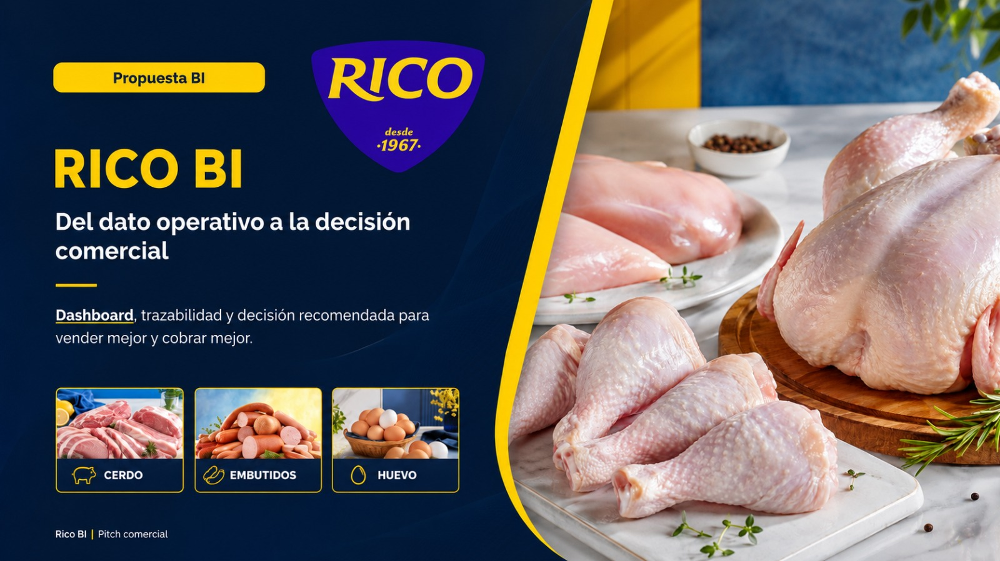 Propuesta BI
RICO
desde
·1967·
RICO BI
Del dato operativo a la decisión
comercial
Dashboard, trazabilidad y decisión recomendada para
vender mejor y cobrar mejor.
CERDO
EMBUTIDOS
HUEVO
Rico BI | Pitch comercial